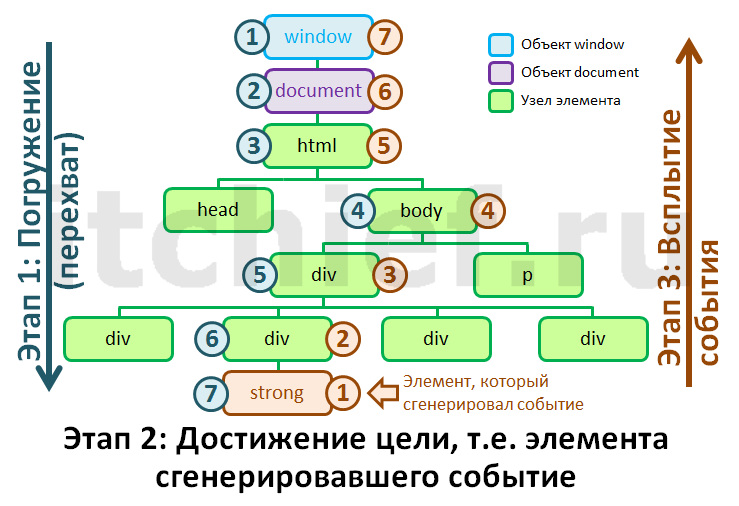 1 window 7
Объект window
2 document 6
Объект document
Узел элемента
3 html 5
Этап 1: Погружение
(перехват)
Этап 3: Всплытие
события
itchief.ru
head
4 body 4
5 div 3
p
div
6 div 2
div
div
7 strong 1
Элемент, который
сгенерировал событие
Этап 2: Достижение цели, т.е. элемента
сгенерировавшего событие